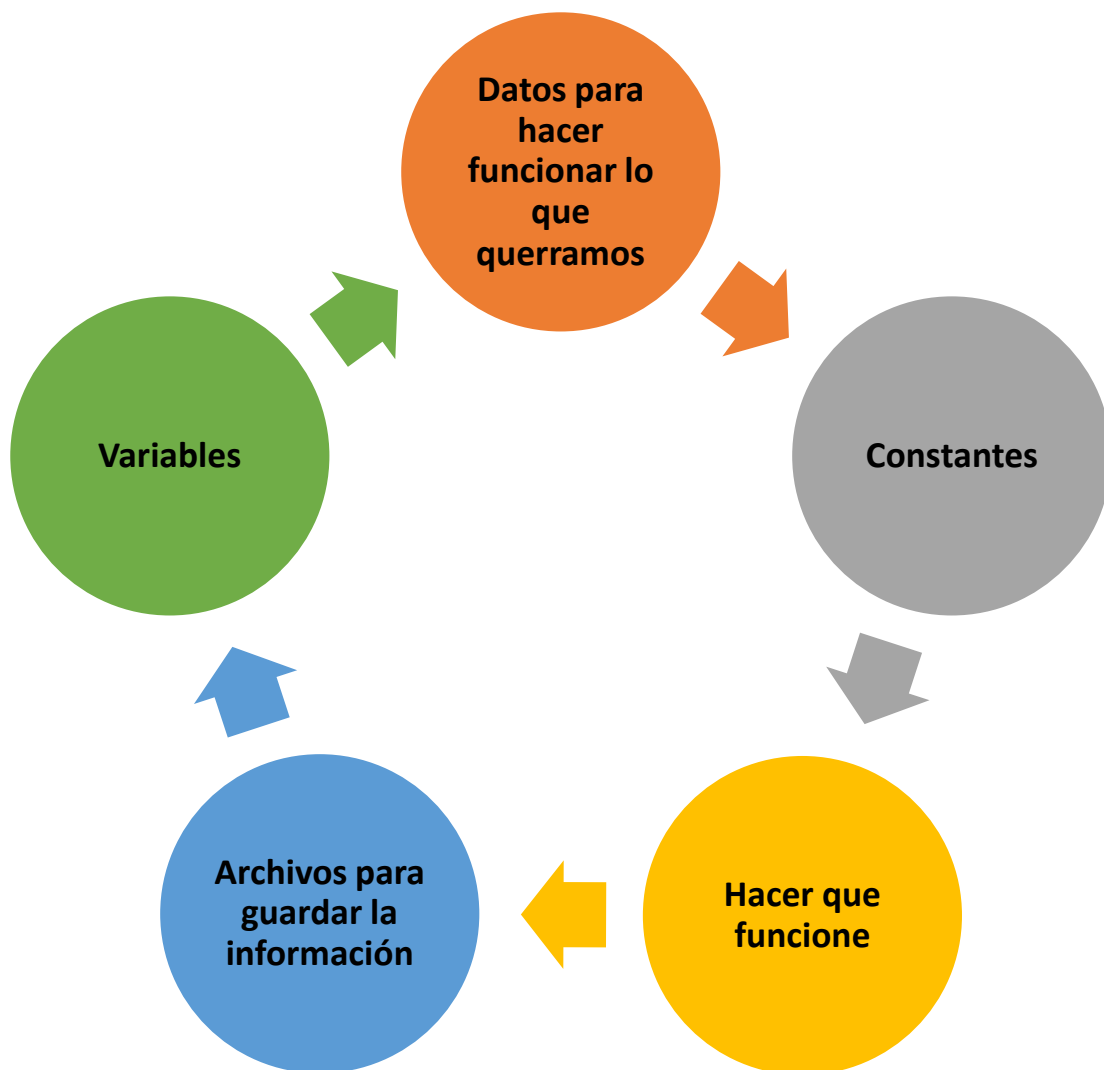 Datos para
hacer
funcionar lo
que
querramos
Constantes
Hacer que
funcione
Archivos para
guardar la
información
Variables